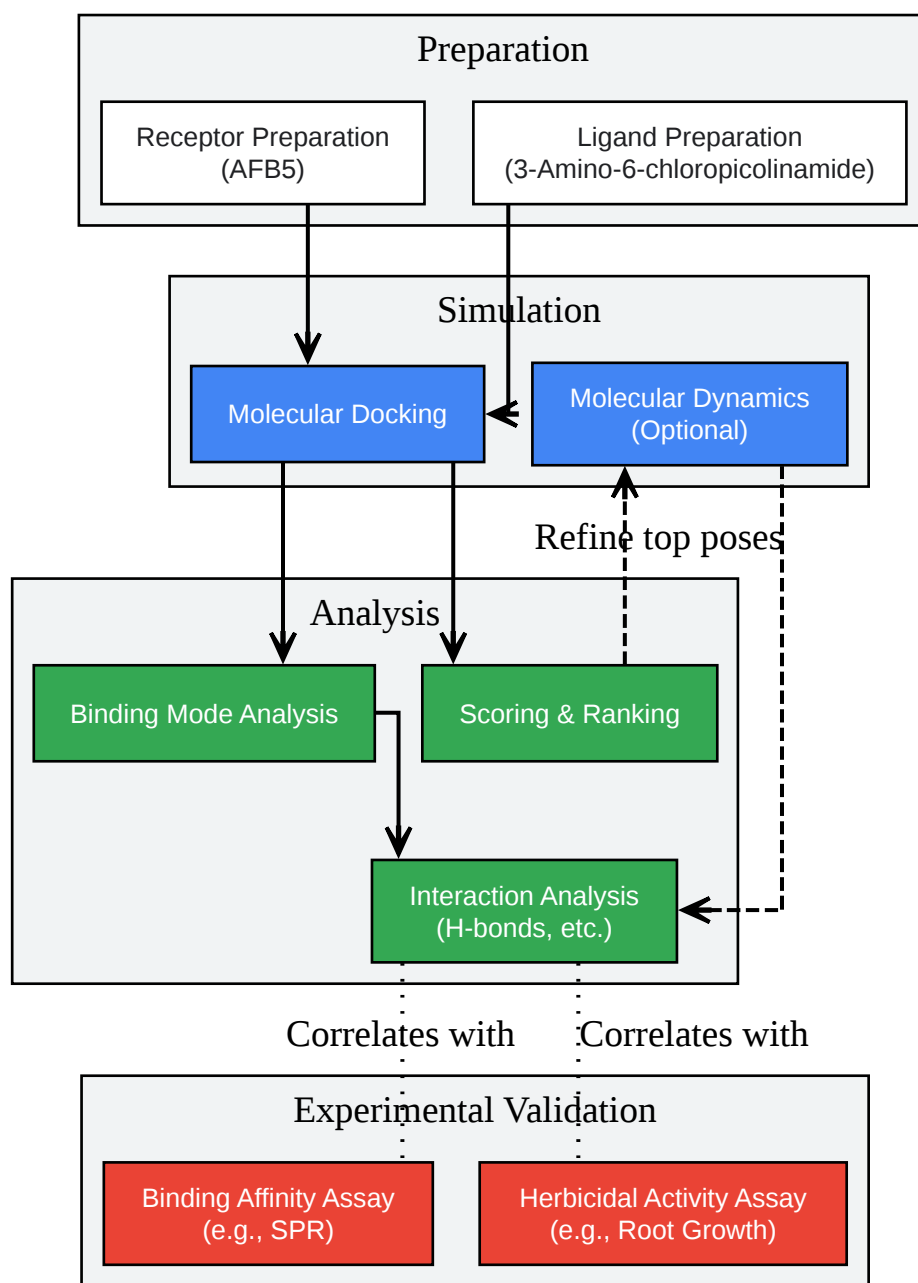 Preparation
Receptor Preparation
(AFB5)
Ligand Preparation
(3-Amino-6-chloropicolinamide)
Simulation
Molecular Docking
Molecular Dynamics
(Optional)
Refine top poses
Analysis
Binding Mode Analysis
Scoring & Ranking
Interaction Analysis
(H-bonds, etc.)
Correlates with
Correlates with
Experimental Validation
Binding Affinity Assay
(e.g., SPR)
Herbicidal Activity Assay
(e.g., Root Growth)